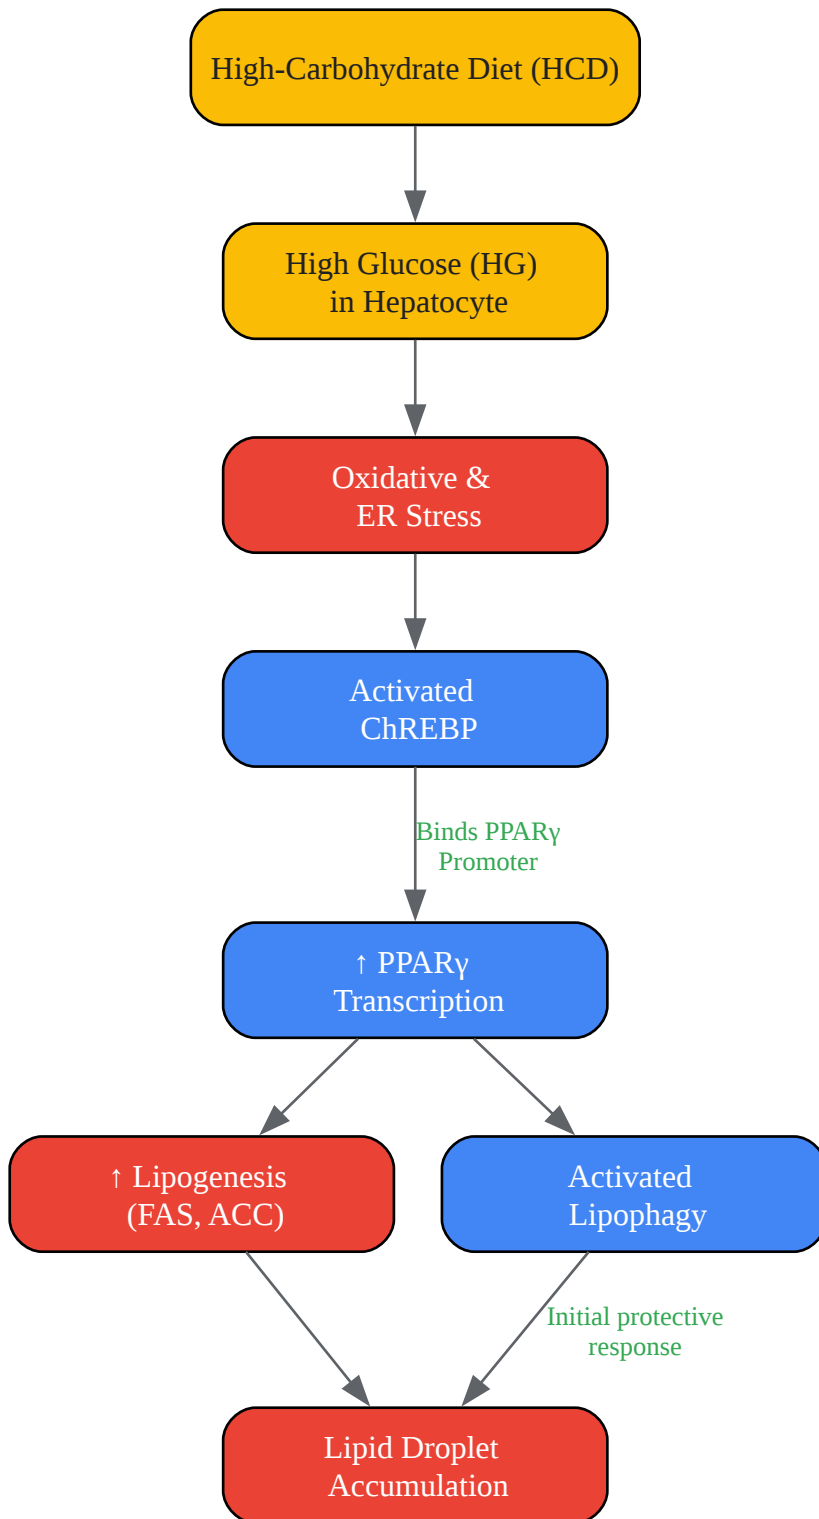 High-Carbohydrate Diet (HCD)
High Glucose (HG)
in Hepatocyte
Oxidative &
ER Stress
Activated
ChREBP
Binds PPARγ
Promoter
↑ PPARγ
Transcription
↑ Lipogenesis
(FAS, ACC)
Activated
Lipophagy
Initial protective
response
Lipid Droplet
Accumulation